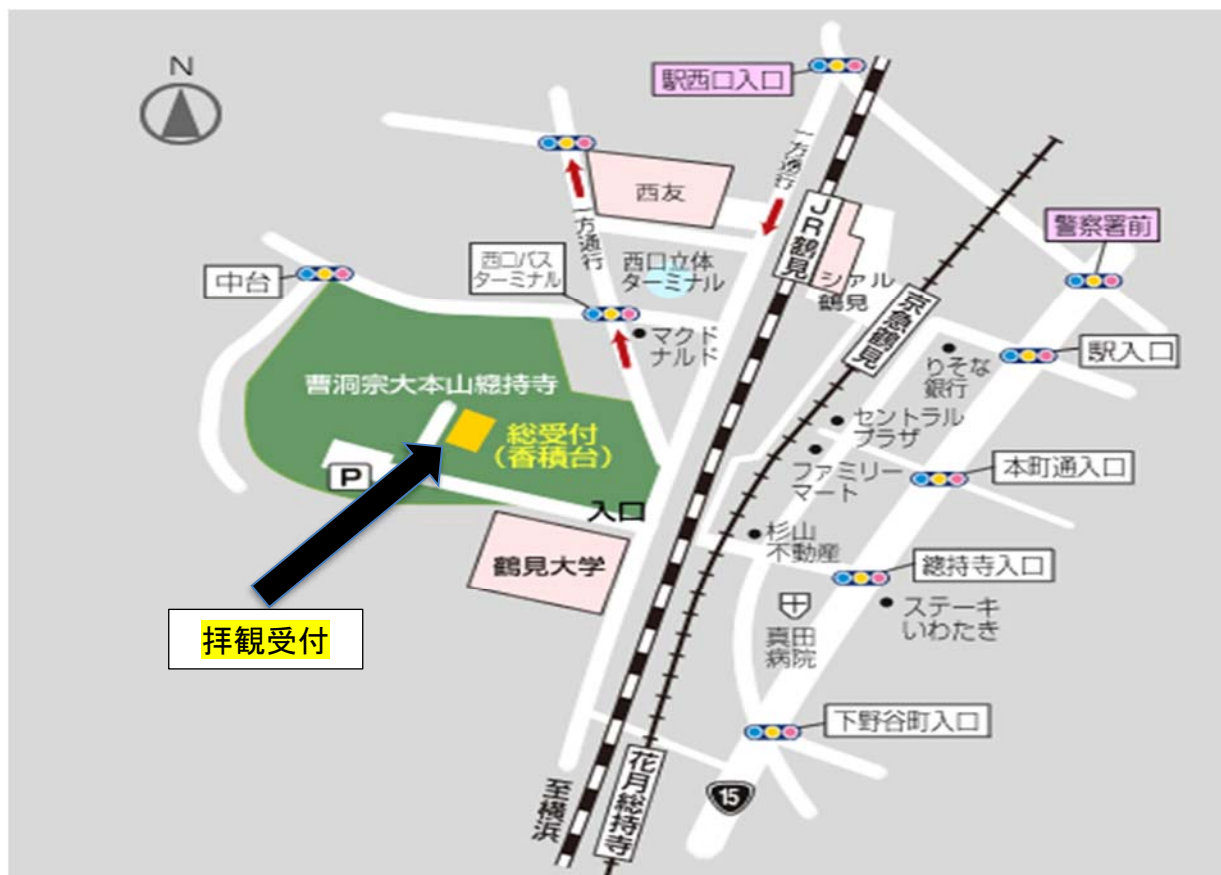 N
駅西口入口
一方通行
西友
一方通行
JR鶴見
シァル
鶴見
警察署前
中台
西口バス
ターミナル
西口立体
ターミナル
マクド
ナルド
京急鶴見
駅入口
りそな
銀行
曹洞宗大本山總持寺
総受付
(香積台)
P
入口
セントラル
プラザ
ファミリー
マート
本町通入口
杉山
不動産
鶴見大学
總持寺入口
ステーキ
いわたき
真田
病院
拝観受付
下野谷町入口
花月総持寺
至横浜
15